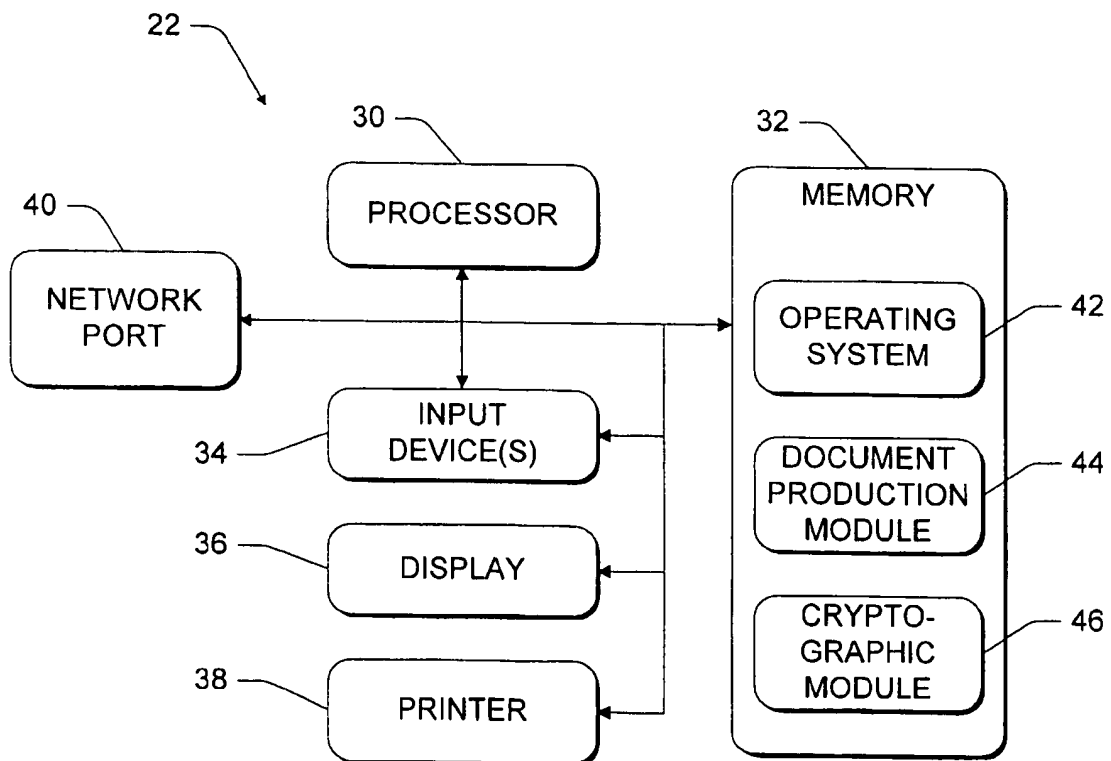 22
30
32
40
PROCESSOR
MEMORY
NETWORK
PORT
OPERATING
SYSTEM
42
34
INPUT
DEVICE(S)
DOCUMENT
PRODUCTION
MODULE
44
36
DISPLAY
CRYPTO-
GRAPHIC
MODULE
46
38
PRINTER